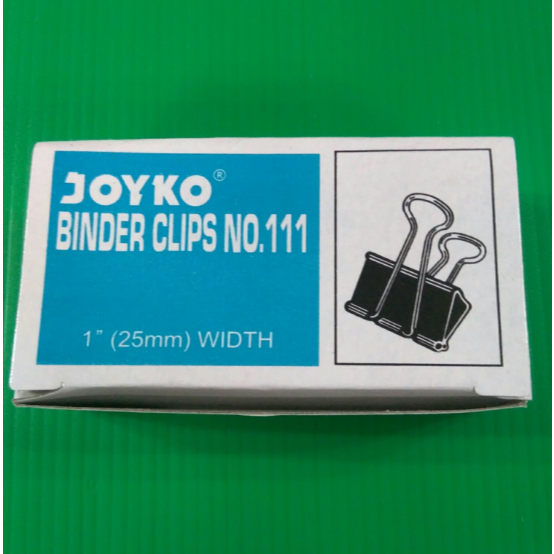 JOYKO®
BINDER CLIPS NO.111
1” (25mm) WIDTH